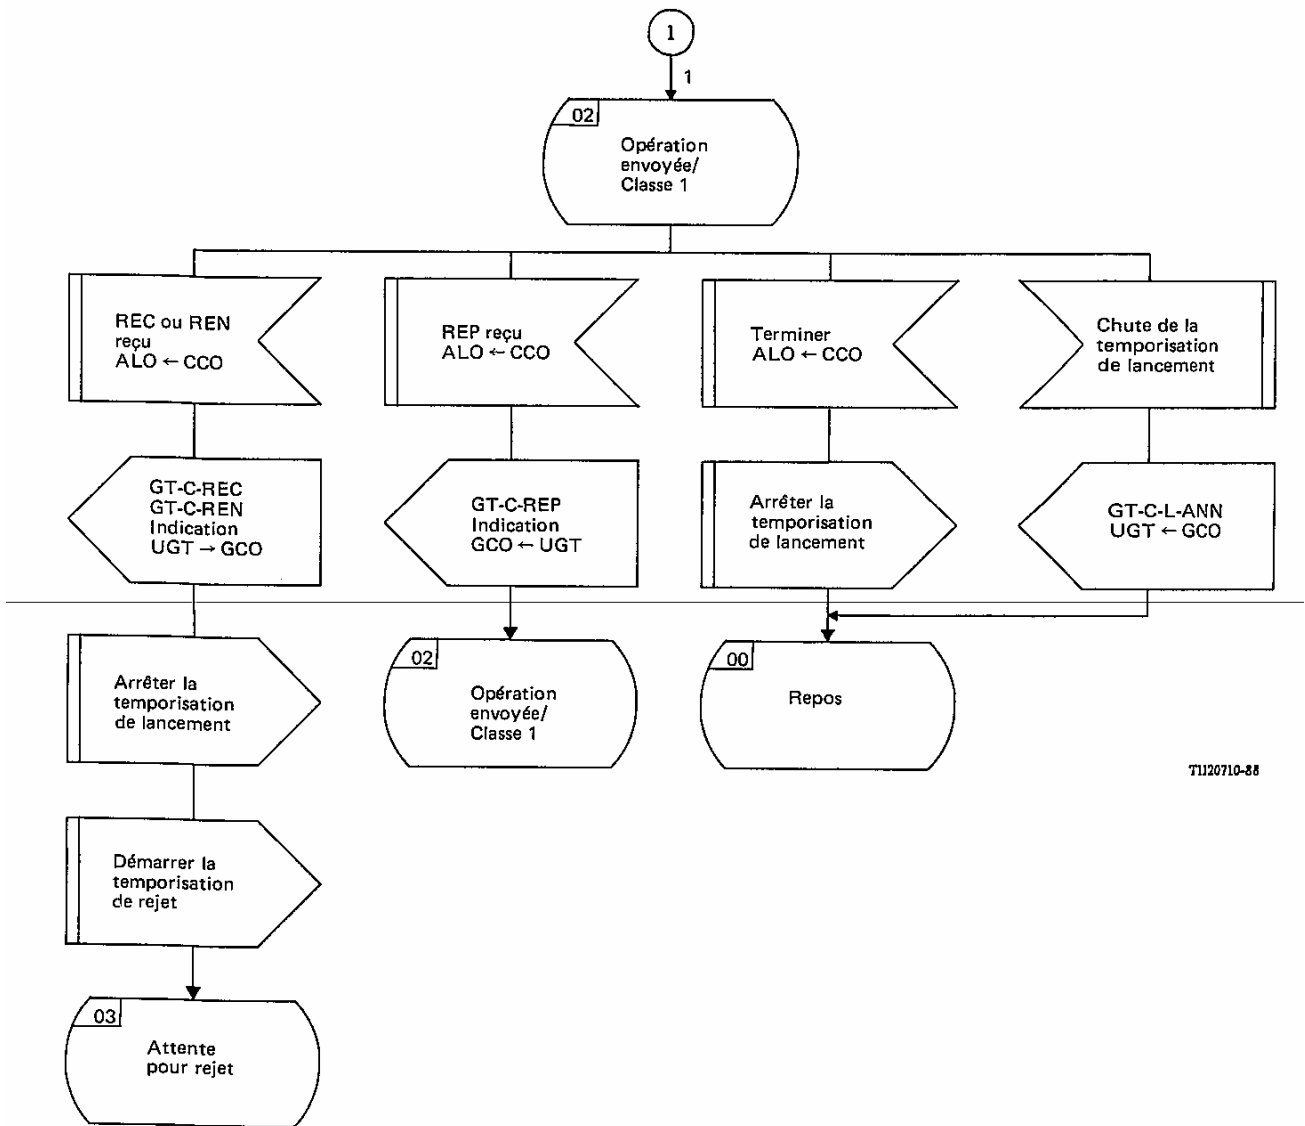 1
1
02
Opération
envoyée/
Classe 1
REC ou REN
reçu
ALO ← CCO
REP reçu
ALO ← CCO
Terminer
ALO ← CCO
Chute de la
temporisation
de lancement
GT-C-REC
GT-C-REN
Indication
UGT → GCO
GT-C-REP
Indication
GCO ← UGT
Arrêter la
temporisation
de lancement
GT-C-L-ANN
UGT ← GCO
Arrêter la
temporisation
de lancement
02
Opération
envoyée/
Classe 1
00
Repos
T1120710-88
Démarrer la
temporisation
de rejet
03
Attente
pour rejet